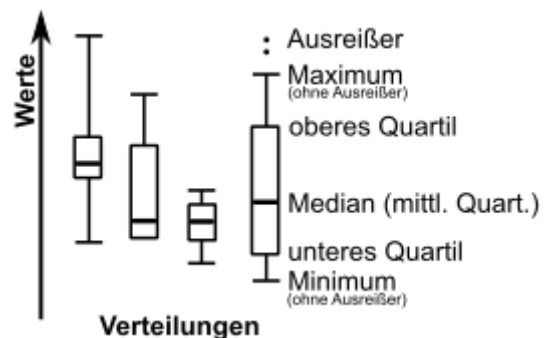 Werte
Ausreißer
Maximum
(ohne Ausreißer)
oberes Quartil
Median (mittl. Quart.)
unteres Quartil
Minimum
(ohne Ausreißer)
Verteilungen